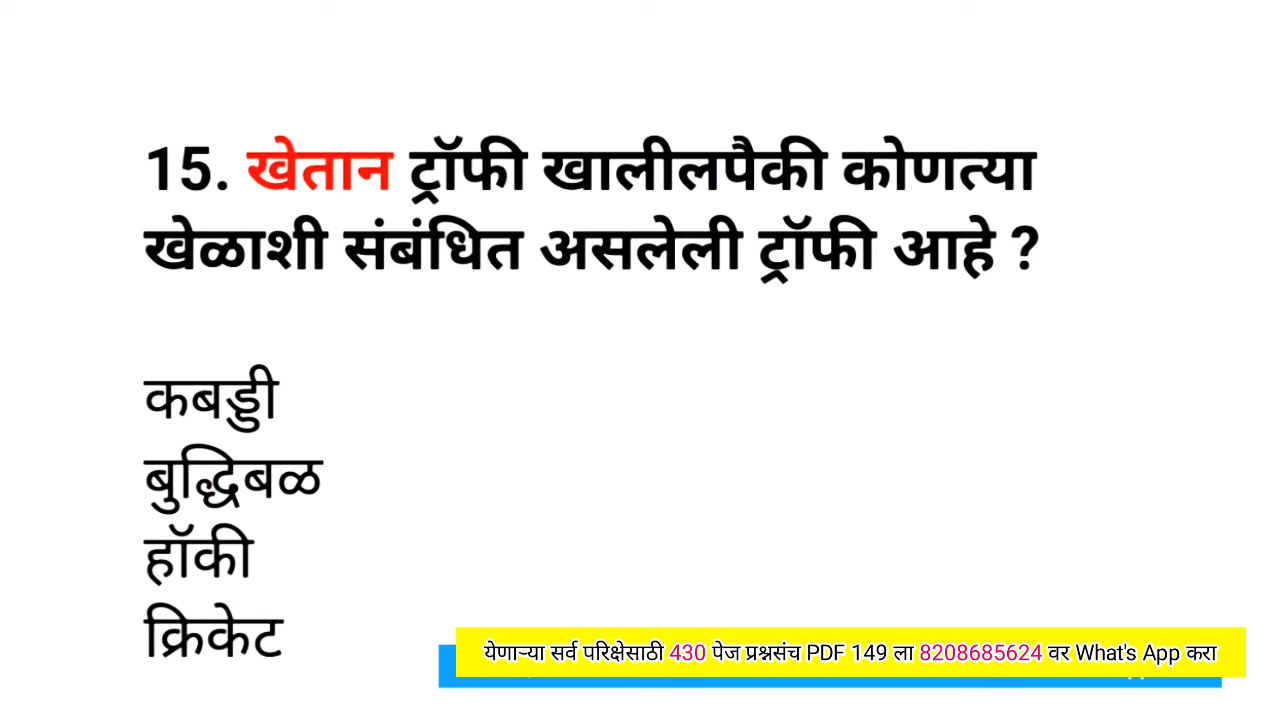 15. खेतान ट्रॉफी खालीलपैकी कोणत्या
खेळाशी संबंधित असलेली ट्रॉफी आहे ?
कबड्डी
बुद्धिबळ
हॉकी
क्रिकेट
येणाऱ्या सर्व परिक्षेसाठी 430 पेज प्रश्नसंच PDF 149 ला 8208685624 वर What's App करा